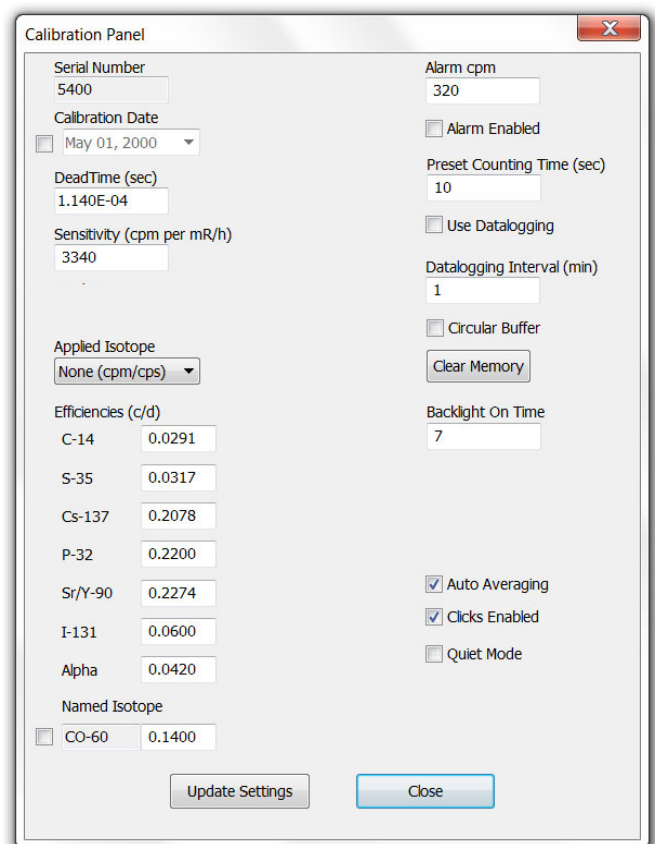 Calibration Panel
Serial Number
5400
Calibration Date
May 01, 2000
DeadTime (sec)
1.140E-04
Sensitivity (cpm per mR/h)
3340
Applied Isotope
None (cpm/cps)
Efficiencies (c/d)
C-14 0.0291
S-35 0.0317
Cs-137 0.2078
P-32 0.2200
Sr/Y-90 0.2274
I-131 0.0600
Alpha 0.0420
Named Isotope
CO-60 0.1400
Alarm cpm
320
Alarm Enabled
Preset Counting Time (sec)
10
Use Datalogging
Datalogging Interval (min)
1
Circular Buffer
Clear Memory
Backlight On Time
7
Auto Averaging
Clicks Enabled
Quiet Mode
Update Settings
Close